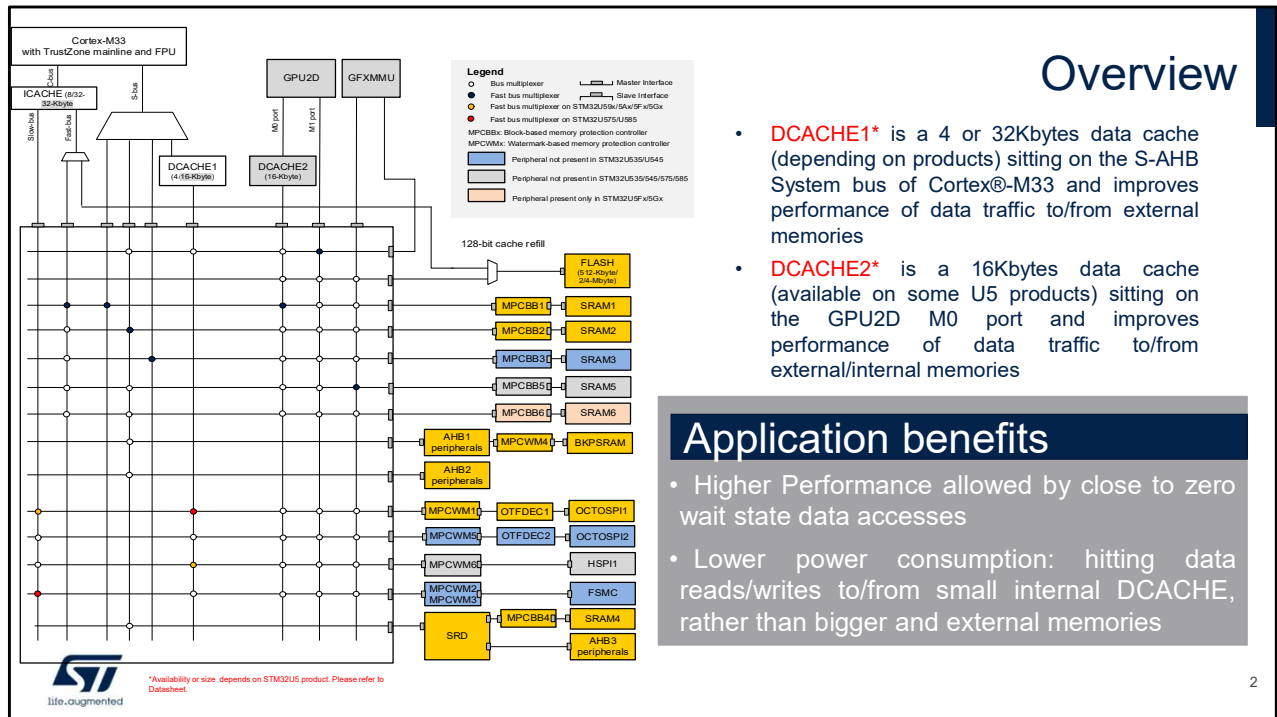 Cortex-M33
with TrustZone mainline and FPU
C-bus
S-bus
ICACHE (8/32-
32-Kbyte
Slow-bus
Fast-bus
DCACHE1
(4/16-Kbyte)
GPU2D
GFXMMU
M0 port
M1 port
DCACHE2
(16-Kbyte)
Legend
Bus multiplexer
Master Interface
Fast bus multiplexer
Slave Interface
Fast bus multiplexer on STM32U59x/5Ax/5Fx/5Gx
Fast bus multiplexer on STM32U575/U585
MPCBBx: Block-based memory protection controller
MPCWMx: Watermark-based memory protection controller
Peripheral not present in STM32U535/U545
Peripheral not present in STM32U535/545/575/585
Peripheral present only in STM32U5Fx/5Gx
128-bit cache refill
FLASH
(512-Kbyte/
2/4-Mbyte)
MPCBB1
SRAM1
MPCBB2
SRAM2
MPCBB3
SRAM3
MPCBB5
SRAM5
MPCBB6
SRAM6
AHB1
peripherals
MPCWM4
BKPSRAM
AHB2
peripherals
MPCWM1
OTFDEC1
OCTOSPI1
MPCWM5
OTFDEC2
OCTOSPI2
MPCWM6
HSPI1
MPCWM2
MPCWM3
FSMC
SRD
MPCBB4
SRAM4
AHB3
peripherals
Overview
• DCACHE1* is a 4 or 32Kbytes data cache
(depending on products) sitting on the S-AHB
System bus of Cortex®-M33 and improves
performance of data traffic to/from external
memories
• DCACHE2* is a 16Kbytes data cache
(available on some U5 products) sitting on
the GPU2D M0 port and improves
performance of data traffic to/from
external/internal memories
Application benefits
• Higher Performance allowed by close to zero
wait state data accesses
• Lower power consumption: hitting data
reads/writes to/from small internal DCACHE,
rather than bigger and external memories
ST
life.augmented
*Availability or size depends on STM32U5 product. Please refer to
Datasheet.
2